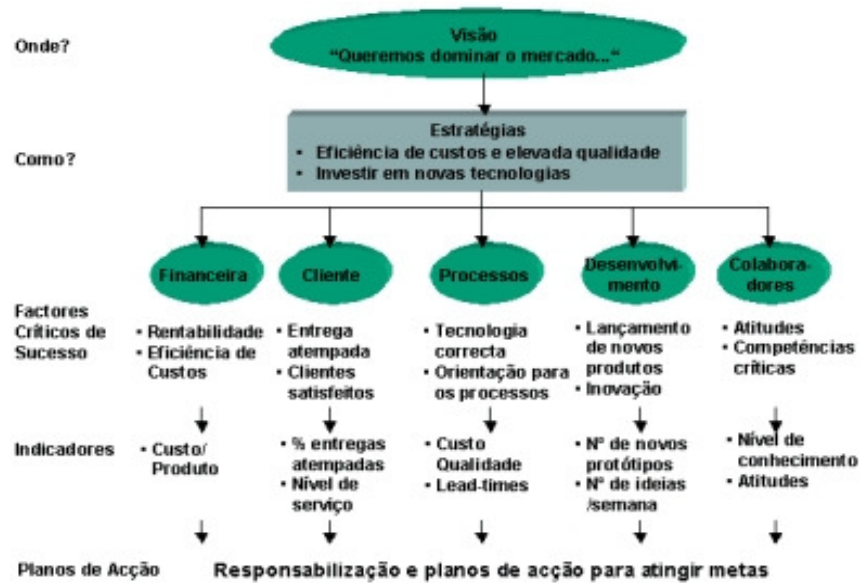 Onde?
Visão
"Queremos dominar o mercado..."
Como?
Estratégias
• Eficiência de custos e elevada qualidade
• Investir em novas tecnologias
Financeira
Cliente
Processos
Desenvolvi-
mento
Colabora-
dores
Factores
Críticos de
Sucesso
• Rentabilidade
• Eficiência de
Custos
• Entrega
atempada
• Clientes
satisfeitos
• Tecnologia
correcta
• Orientação para
os processos
• Lançamento
de novos
produtos
• Inovação
• Atitudes
• Competências
críticas
Indicadores
• Custo/
Produto
• % entregas
atempadas
• Nível de
serviço
• Custo
Qualidade
• Lead-times
• Nº de novos
protótipos
• Nº de ideias
/semana
• Nível de
conhecimento
• Atitudes
Planos de Acção
Responsabilização e planos de acção para atingir metas